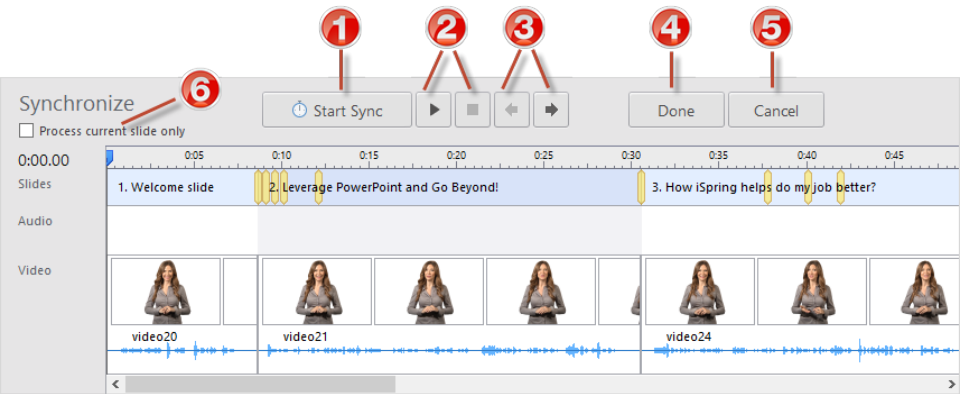 1 2 3 4 5
6
Synchronize
Start Sync
Done
Cancel
Process current slide only
0:00.00
0:05 0:10 0:15 0:20 0:25 0:30 0:35 0:40 0:45
Slides
1. Welcome slide
2. Leverage PowerPoint and Go Beyond!
3. How iSpring helps do my job better?
Audio
Video
video20
video21
video24